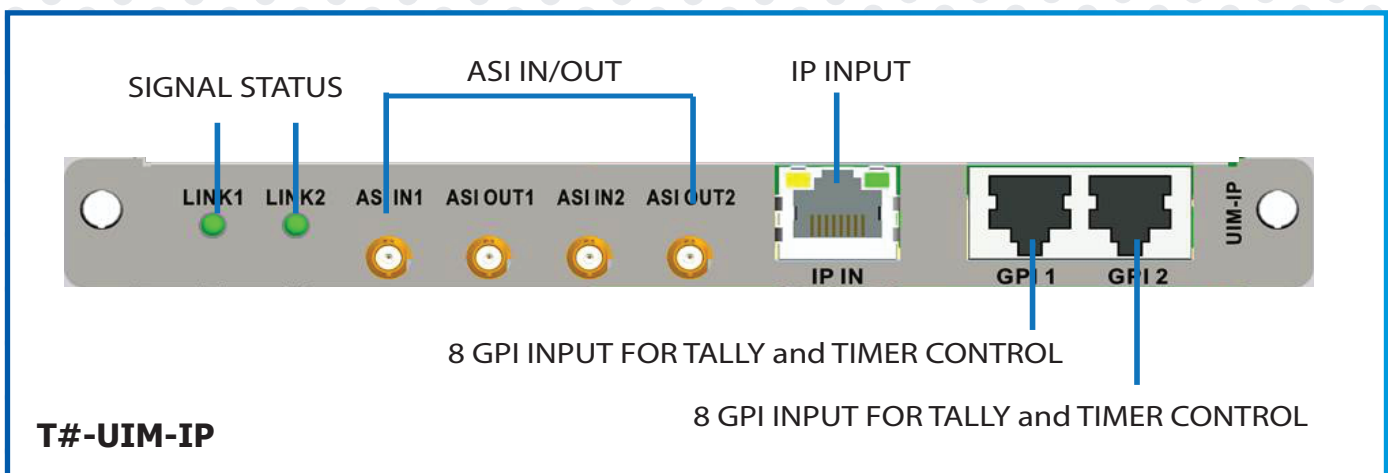 SIGNAL STATUS
ASI IN/OUT
IP INPUT
LINK1 LINK2 ASI IN1 ASI OUT1 ASI IN2 ASI OUT2
IP IN
GPI 1
GPI 2
UIM-IP
8 GPI INPUT FOR TALLY and TIMER CONTROL
8 GPI INPUT FOR TALLY and TIMER CONTROL
T#-UIM-IP